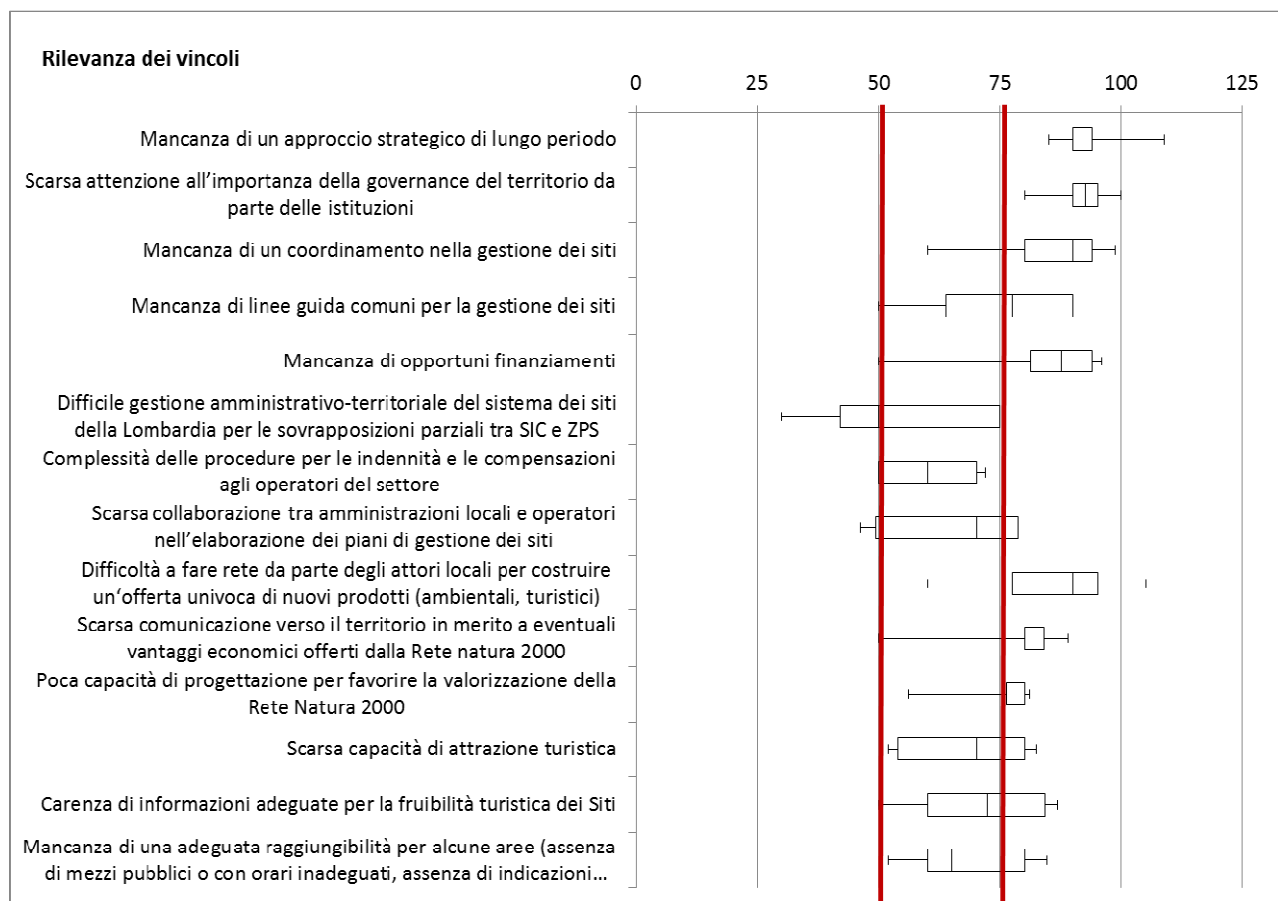 Rilevanza dei vincoli
0 25 50 75 100 125
Mancanza di un approccio strategico di lungo periodo
Scarsa attenzione all’importanza della governance del territorio da
parte delle istituzioni
Mancanza di un coordinamento nella gestione dei siti
Mancanza di linee guida comuni per la gestione dei siti
Mancanza di opportuni finanziamenti
Difficile gestione amministrativo-territoriale del sistema dei siti
della Lombardia per le sovrapposizioni parziali tra SIC e ZPS
Complessità delle procedure per le indennità e le compensazioni
agli operatori del settore
Scarsa collaborazione tra amministrazioni locali e operatori
nell’elaborazione dei piani di gestione dei siti
Difficoltà a fare rete da parte degli attori locali per costruire
un‘offerta univoca di nuovi prodotti (ambientali, turistici)
Scarsa comunicazione verso il territorio in merito a eventuali
vantaggi economici offerti dalla Rete natura 2000
Poca capacità di progettazione per favorire la valorizzazione della
Rete Natura 2000
Scarsa capacità di attrazione turistica
Carenza di informazioni adeguate per la fruibilità turistica dei Siti
Mancanza di una adeguata raggiungibilità per alcune aree (assenza
di mezzi pubblici o con orari inadeguati, assenza di indicazioni...